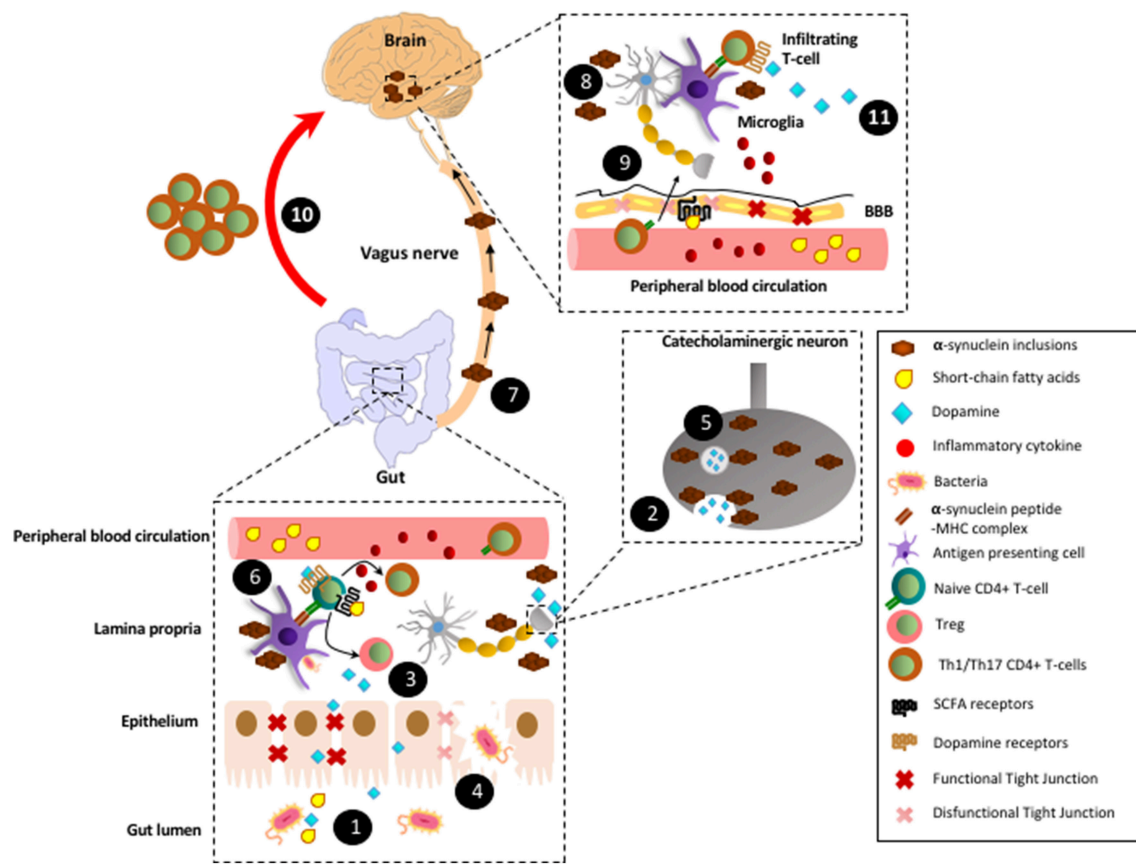 Brain
Infiltrating
T-cell
8
11
Microglia
9
10
BBB
Vagus nerve
Peripheral blood circulation
7
Gut
Catecholaminergic neuron
5
2
Peripheral blood circulation
6
Lamina propria
3
Epithelium
4
Gut lumen
1
α-synuclein inclusions
Short-chain fatty acids
Dopamine
Inflammatory cytokine
Bacteria
α-synuclein peptide
-MHC complex
Antigen presenting cell
Naive CD4+ T-cell
Treg
Th1/Th17 CD4+ T-cells
SCFA receptors
Dopamine receptors
Functional Tight Junction
Disfunctional Tight Junction